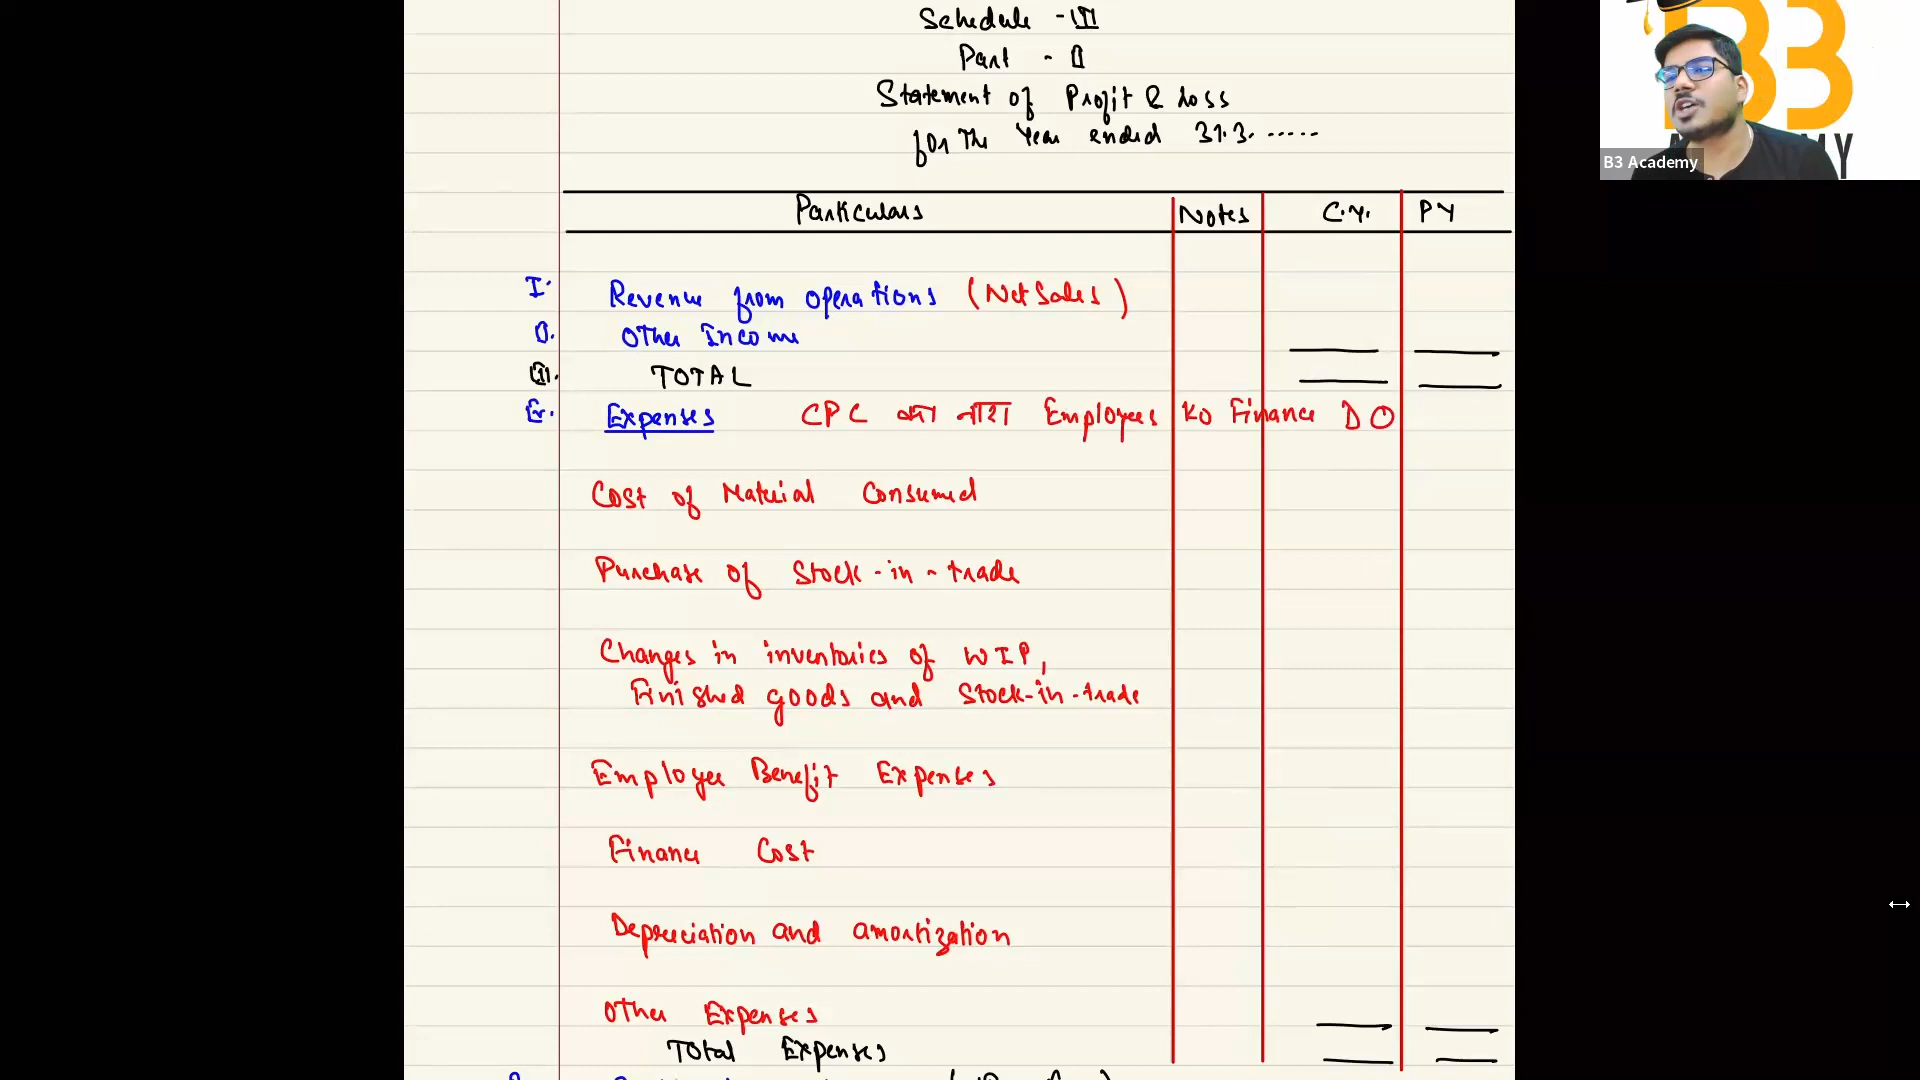 Schedule - III
Part - II
Statement of Profit & Loss
for the Year ended 31.3. .....
Particulars Notes C.Y. PY
I. Revenue from operations (Net Sales)
II. Other Income
III. TOTAL
IV. Expenses CPC का नारा Employees Ko Finance D O
Cost of Material Consumed
Purchase of Stock-in-trade
Changes in inventories of WIP,
Finished goods and Stock-in-trade
Employee Benefit Expenses
Finance Cost
Depreciation and amortization
Other Expenses
Total Expenses
B3
B3 Academy